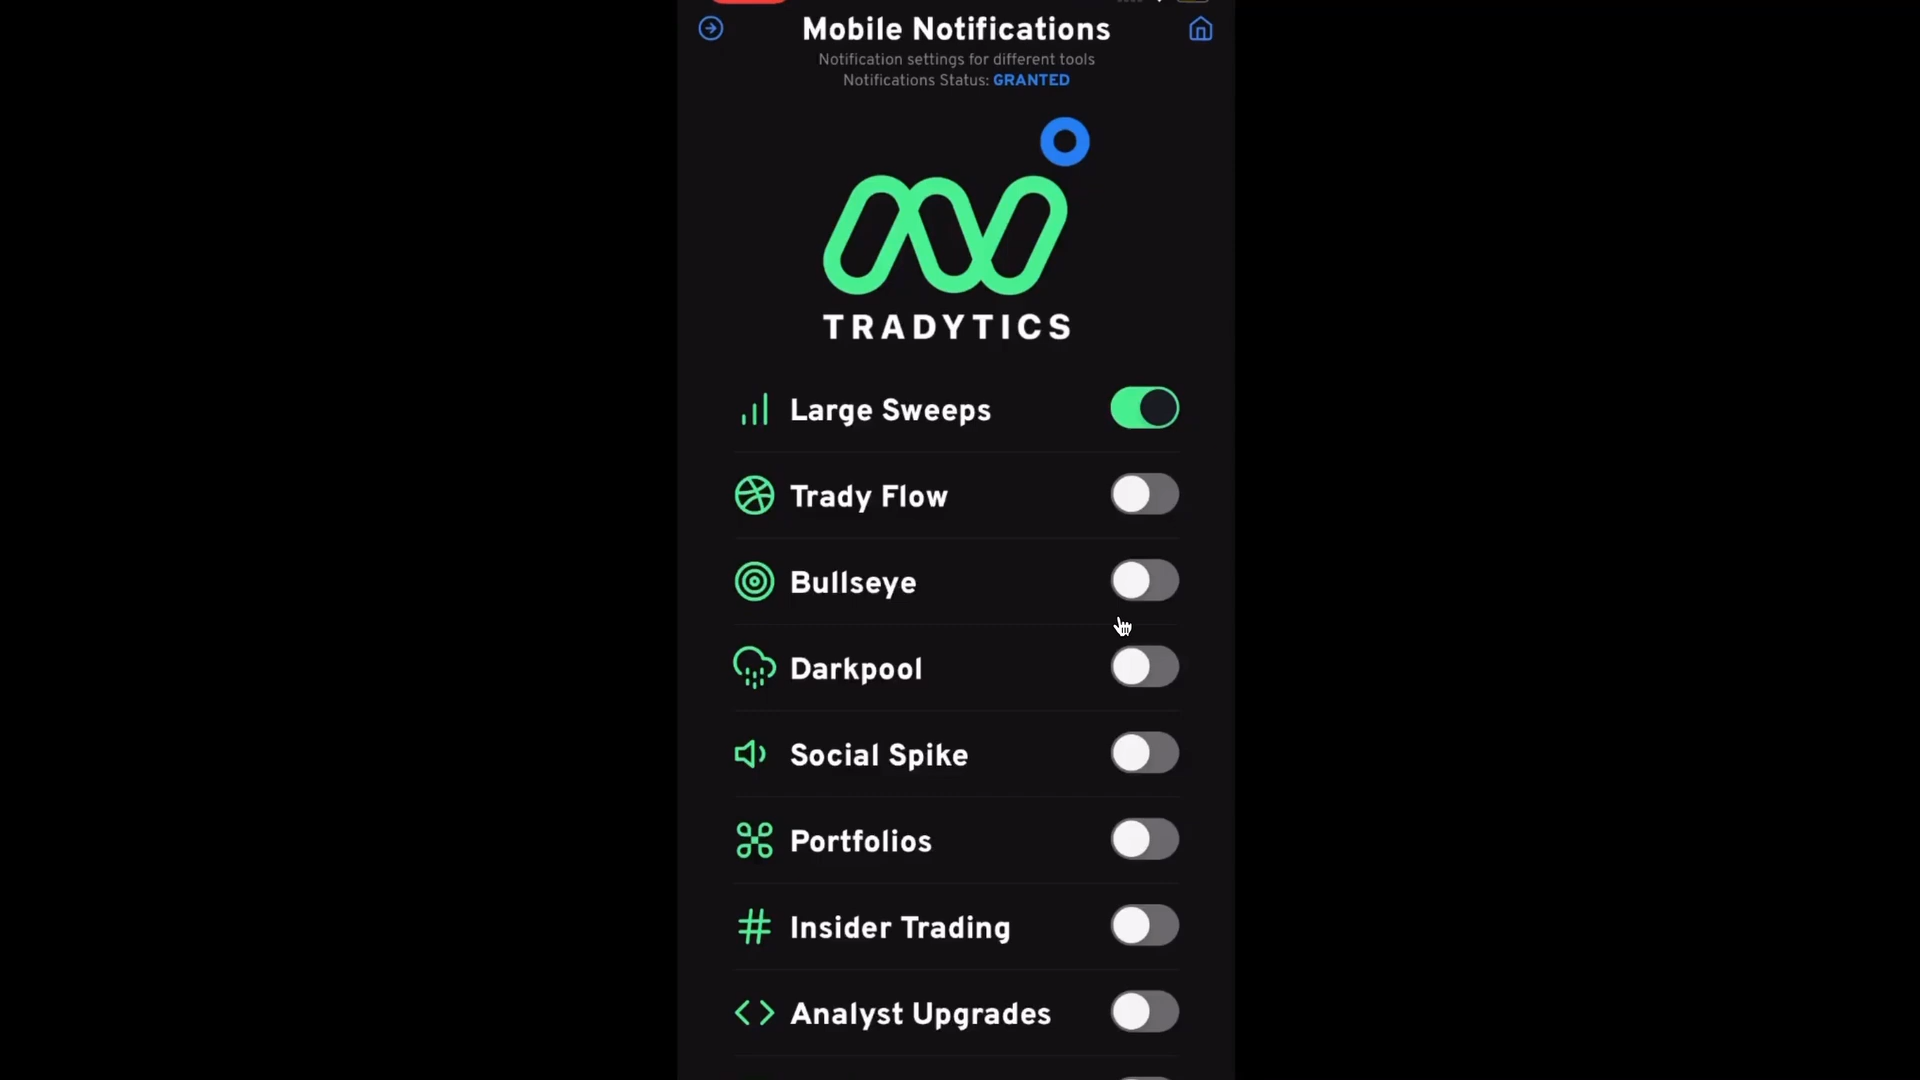 Mobile Notifications
Notification settings for different tools
Notifications Status: GRANTED
TRADYTICS
Large Sweeps
Trady Flow
Bullseye
Darkpool
Social Spike
Portfolios
Insider Trading
Analyst Upgrades